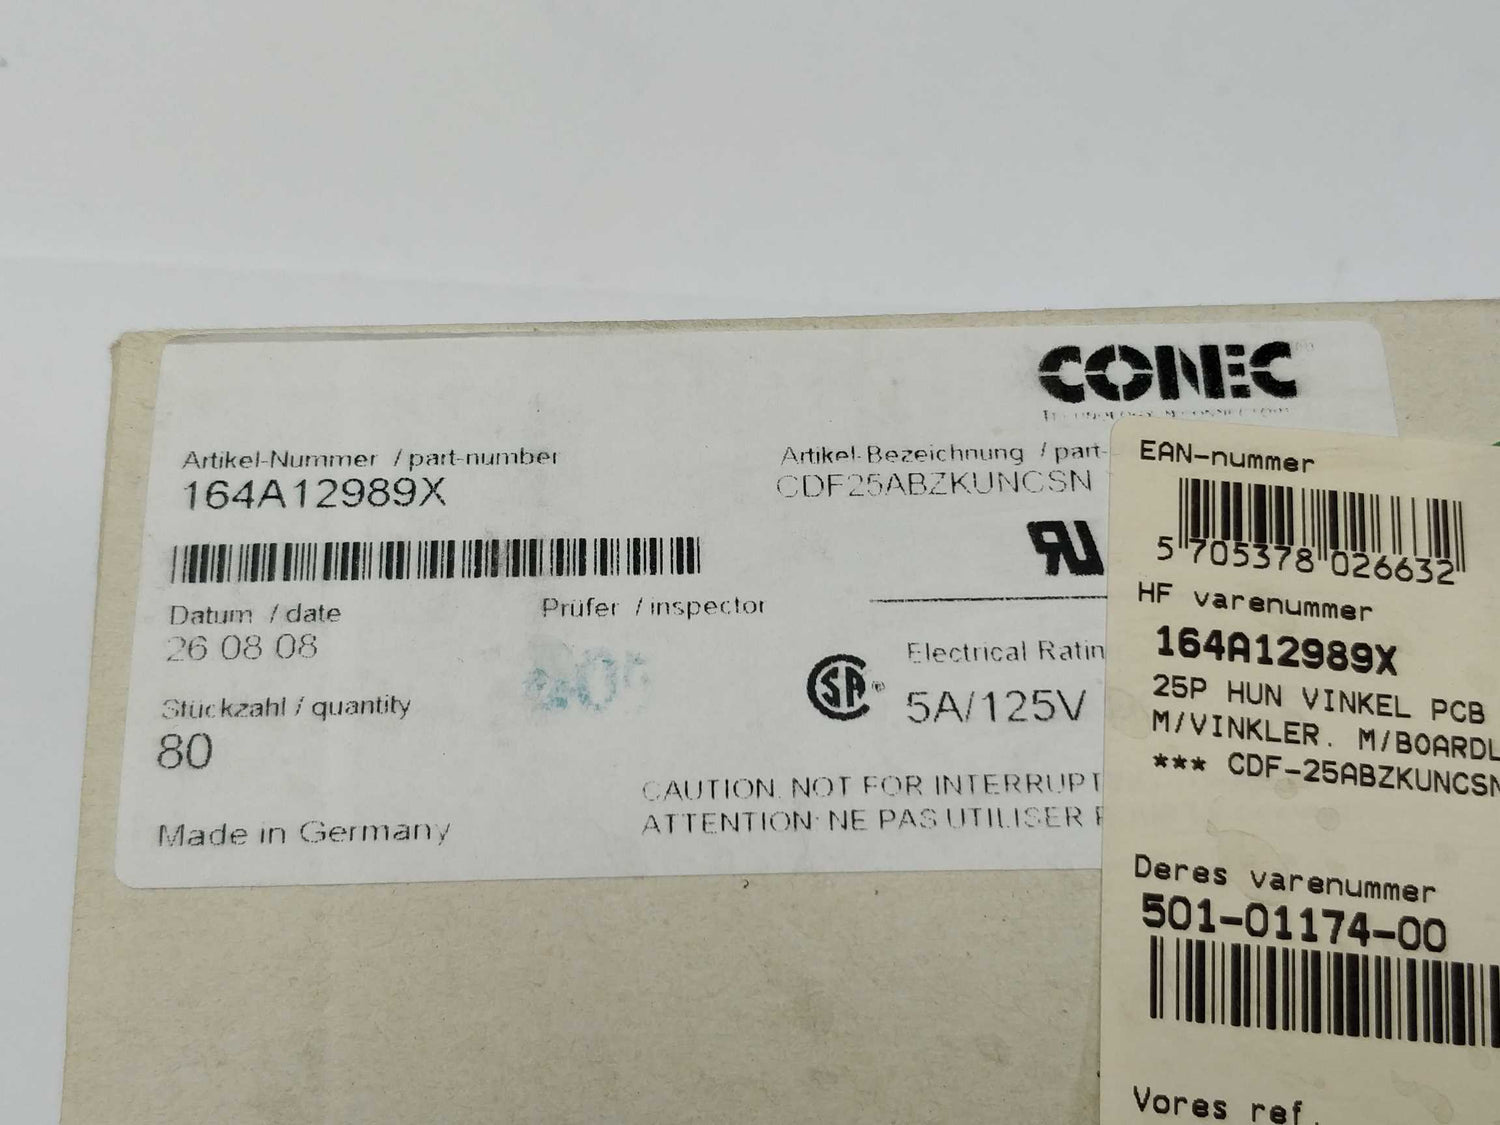 CONEC
Artikel-Nummer / part-number
164A12989X
Artikel-Bezeichnung / part-
CDF25ABZKUNCSN
Datum / date
26 08 08
Prüfer / inspector
Stückzahl / quantity
80
Electrical Ratin
5A/125V
CAUTION: NOT FOR INTERRUPT
ATTENTION: NE PAS UTILISER
Made in Germany
EAN-nummer
5 705378 026632
HF varenummer
164A12989X
25P HUN VINKEL PCB
M/VINKLER. M/BOARDL
*** CDF-25ABZKUNCSN
Deres varenummer
501-01174-00
Vores ref.